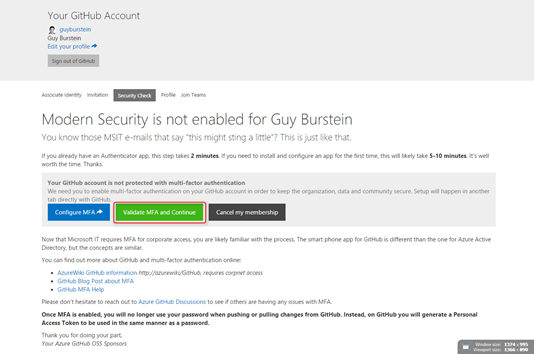 Your GitHub Account
guyburstein
Guy Burstein
Edit your profile
Sign out of GitHub
Associate Identity Invitation Security Check Profile Join Teams
Modern Security is not enabled for Guy Burstein
You know those MSIT e-mails that say "this might sting a little"? This is just like that.
If you already have an Authenticator app, this step takes 2 minutes. If you need to install and configure an app for the first time, this will likely take 5-10 minutes. It's well
worth the time. Thanks.
Your GitHub account is not protected with multi-factor authentication
We need you to enable multi-factor authentication on your GitHub account in order to keep the organization, data and community secure. Setup will happen in another
tab directly with GitHub.
Configure MFA Validate MFA and Continue Cancel my membership
Now that Microsoft IT requires MFA for corporate access, you are likely familiar with the process. The smart phone app for GitHub is different than the one for Azure Active
Directory, but the concepts are similar.
You can find out more about GitHub and multi-factor authentication online:
AzureWiki GitHub information http://azurewiki/GitHub, requires corpnet access
GitHub Blog Post about MFA
GitHub MFA Help
Please don't hesitate to reach out to Azure GitHub Discussions to see if others are having any issues with MFA.
Once MFA is enabled, you will no longer use your password when pushing or pulling changes from GitHub. Instead, on GitHub you will generate a Personal
Access Token to be used in the same manner as a password.
Thank you for doing your part,
Your Azure GitHub OSS Sponsors
Window size: 1374 x 995
Viewport size: 1366 x 890